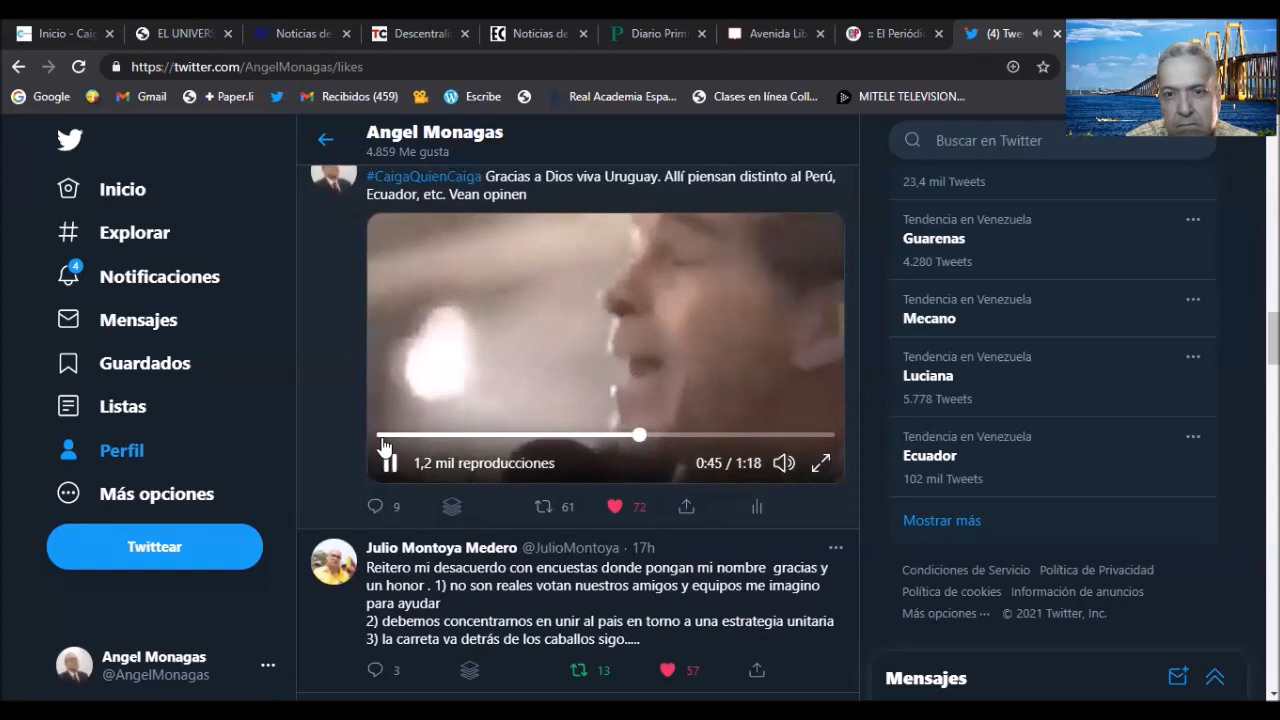 Inicio - Caig
EL UNIVERS
Noticias de
TC Descentrali
EC Noticias de
P Diario Prim
Avenida Lib
EP :: El Periódic
(4) Twe
https://twitter.com/AngelMonagas/likes
Google
Gmail
+ Paper.li
Recibidos (459)
Escribe
Real Academia Espa...
Clases en línea Coll...
MITELE TELEVISION...
Inicio
Explorar
4
Notificaciones
Mensajes
Guardados
Listas
Perfil
Más opciones
Twittear
Angel Monagas
@AngelMonagas
Angel Monagas
4.859 Me gusta
#CaigaQuienCaiga Gracias a Dios viva Uruguay. Allí piensan distinto al Perú,
Ecuador, etc. Vean opinen
1,2 mil reproducciones
0:45 / 1:18
9
61
72
Julio Montoya Medero @JulioMontoya · 17h
Reitero mi desacuerdo con encuestas donde pongan mi nombre gracias y
un honor . 1) no son reales votan nuestros amigos y equipos me imagino
para ayudar
2) debemos concentrarnos en unir al pais en torno a una estrategia unitaria
3) la carreta va detrás de los caballos sigo.....
3
13
57
Buscar en Twitter
23,4 mil Tweets
Tendencia en Venezuela
Guarenas
4.280 Tweets
Tendencia en Venezuela
Mecano
Tendencia en Venezuela
Luciana
5.778 Tweets
Tendencia en Venezuela
Ecuador
102 mil Tweets
Mostrar más
Condiciones de Servicio Política de Privacidad
Política de cookies Información de anuncios
Más opciones ··· © 2021 Twitter, Inc.
Mensajes